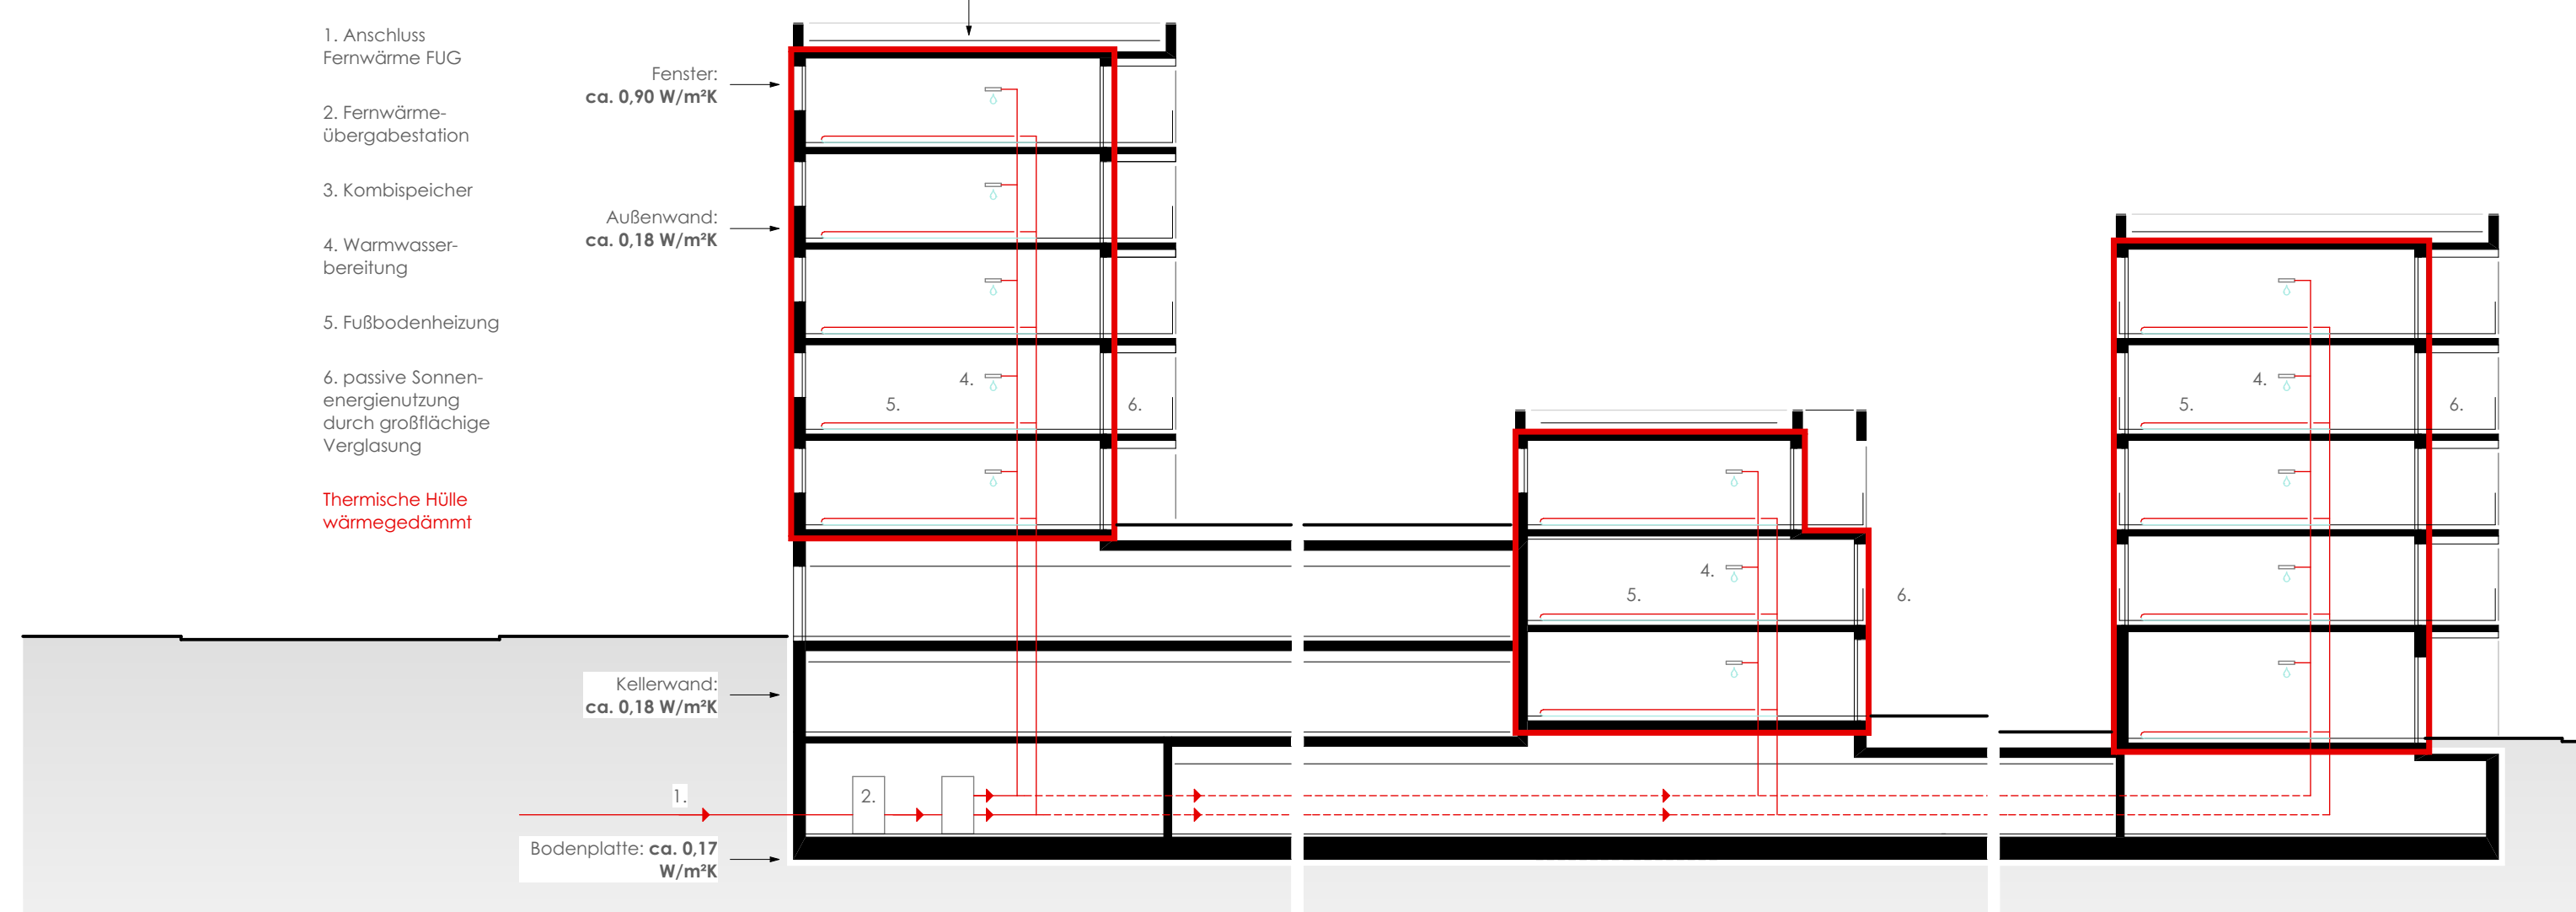 1. Anschluss
Fernwärme FUG
2. Fernwärme-
übergabestation
3. Kombispeicher
4. Warmwasser-
bereitung
5. Fußbodenheizung
6. passive Sonnen-
energienutzung
durch großflächige
Verglasung
Thermische Hülle
wärmegedämmt
Fenster:
ca. 0,90 W/m²K
Außenwand:
ca. 0,18 W/m²K
Kellerwand:
ca. 0,18 W/m²K
1.
Bodenplatte: ca. 0,17
W/m²K
2.
4.
5.
6.
4.
5.
6.
4.
5.
6.